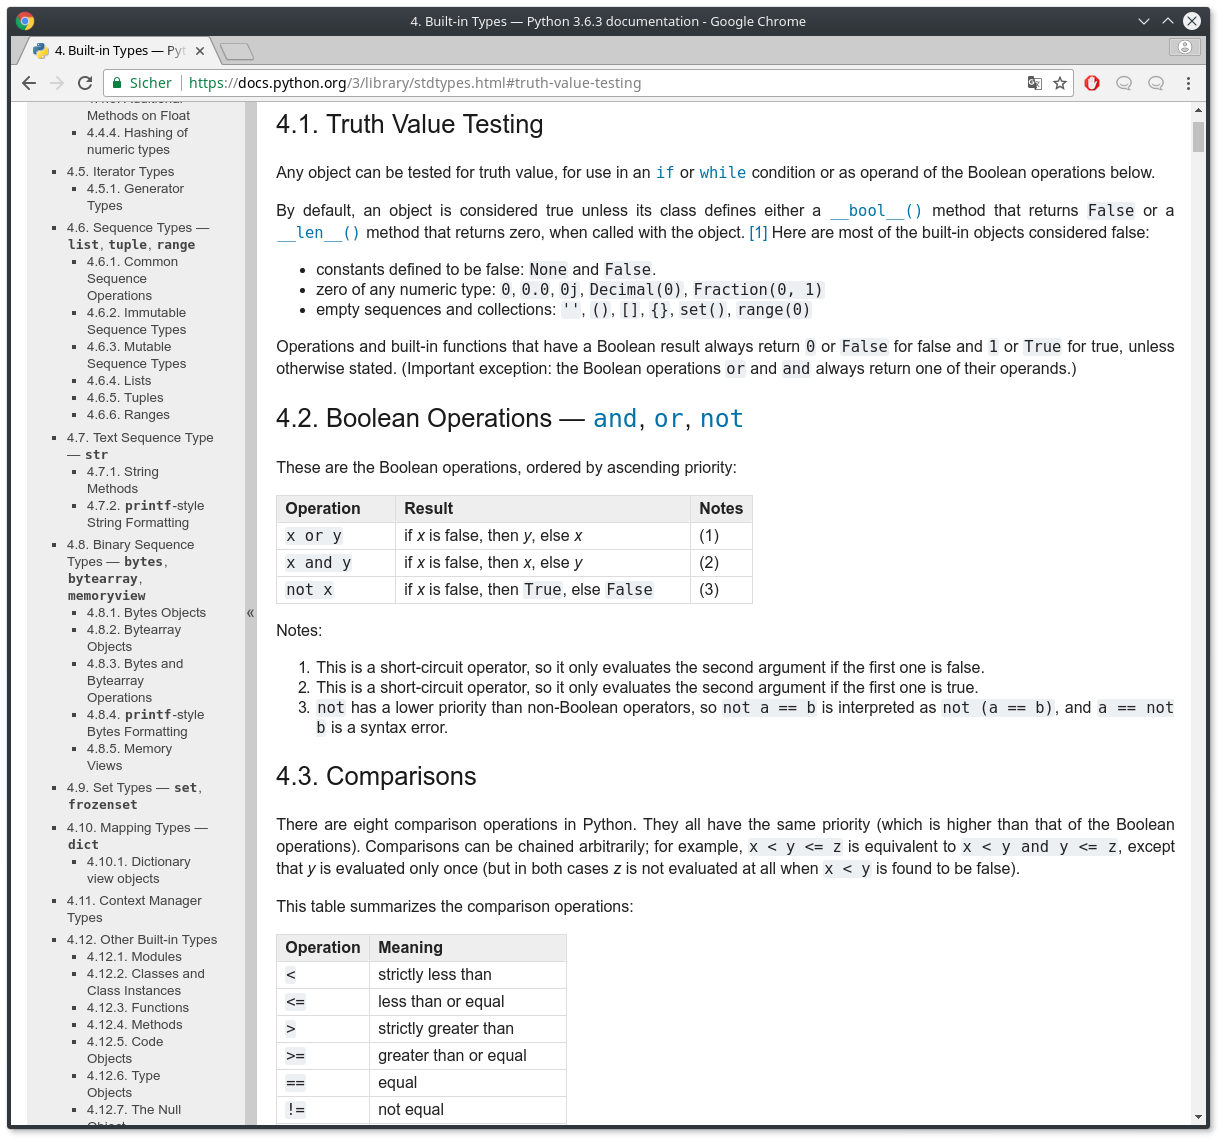 4. Built-in Types — Python 3.6.3 documentation - Google Chrome
4. Built-in Types — Pyt
Sicher https://docs.python.org/3/library/stdtypes.html#truth-value-testing
Methods on Float
4.4.4. Hashing of
numeric types
4.5. Iterator Types
4.5.1. Generator
Types
4.6. Sequence Types —
list, tuple, range
4.6.1. Common
Sequence
Operations
4.6.2. Immutable
Sequence Types
4.6.3. Mutable
Sequence Types
4.6.4. Lists
4.6.5. Tuples
4.6.6. Ranges
4.7. Text Sequence Type
— str
4.7.1. String
Methods
4.7.2. printf-style
String Formatting
4.8. Binary Sequence
Types — bytes,
bytearray,
memoryview
4.8.1. Bytes Objects
4.8.2. Bytearray
Objects
4.8.3. Bytes and
Bytearray
Operations
4.8.4. printf-style
Bytes Formatting
4.8.5. Memory
Views
4.9. Set Types — set,
frozenset
4.10. Mapping Types —
dict
4.10.1. Dictionary
view objects
4.11. Context Manager
Types
4.12. Other Built-in Types
4.12.1. Modules
4.12.2. Classes and
Class Instances
4.12.3. Functions
4.12.4. Methods
4.12.5. Code
Objects
4.12.6. Type
Objects
4.12.7. The Null
«
4.1. Truth Value Testing
Any object can be tested for truth value, for use in an if or while condition or as operand of the Boolean operations below.
By default, an object is considered true unless its class defines either a __bool__() method that returns False or a
__len__() method that returns zero, when called with the object. [1] Here are most of the built-in objects considered false:
• constants defined to be false: None and False.
• zero of any numeric type: 0, 0.0, 0j, Decimal(0), Fraction(0, 1)
• empty sequences and collections: '', (), [], {}, set(), range(0)
Operations and built-in functions that have a Boolean result always return 0 or False for false and 1 or True for true, unless
otherwise stated. (Important exception: the Boolean operations or and and always return one of their operands.)
4.2. Boolean Operations — and, or, not
These are the Boolean operations, ordered by ascending priority:
Operation Result Notes
x or y if x is false, then y, else x (1)
x and y if x is false, then x, else y (2)
not x if x is false, then True, else False (3)
Notes:
1. This is a short-circuit operator, so it only evaluates the second argument if the first one is false.
2. This is a short-circuit operator, so it only evaluates the second argument if the first one is true.
3. not has a lower priority than non-Boolean operators, so not a == b is interpreted as not (a == b), and a == not
b is a syntax error.
4.3. Comparisons
There are eight comparison operations in Python. They all have the same priority (which is higher than that of the Boolean
operations). Comparisons can be chained arbitrarily; for example, x < y <= z is equivalent to x < y and y <= z, except
that y is evaluated only once (but in both cases z is not evaluated at all when x < y is found to be false).
This table summarizes the comparison operations:
Operation Meaning
< strictly less than
<= less than or equal
> strictly greater than
>= greater than or equal
== equal
!= not equal